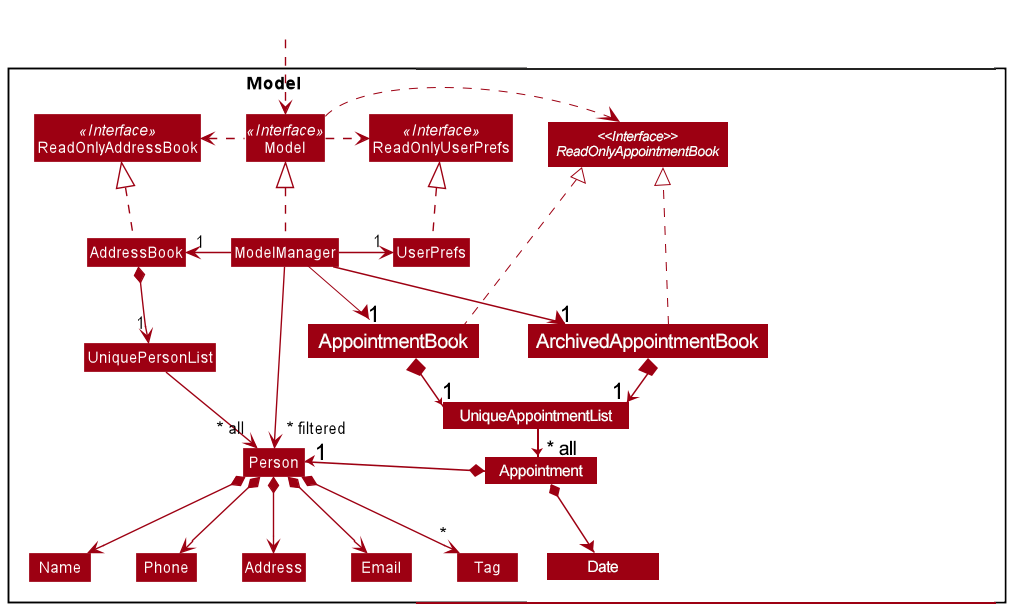 Model
«Interface»
ReadOnlyAddressBook
«Interface»
Model
«Interface»
ReadOnlyUserPrefs
<<Interface>>
ReadOnlyAppointmentBook
AddressBook
1
ModelManager
1
UserPrefs
1
1
1
AppointmentBook
ArchivedAppointmentBook
UniquePersonList
1
1
UniqueAppointmentList
* all
* filtered
* all
Person
1
Appointment
*
Name
Phone
Address
Email
Tag
Date